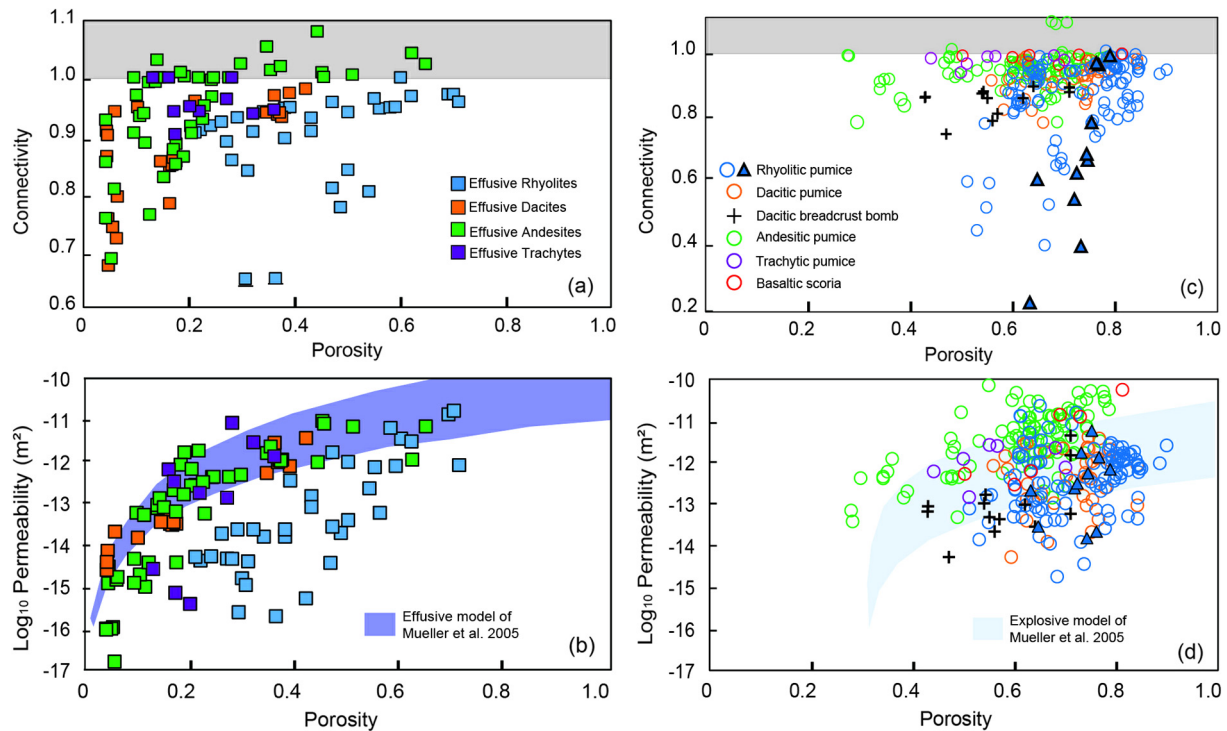 1.1
1.0
0.9
0.8
0.7
0.6
Connectivity
Effusive Rhyolites
Effusive Dacites
Effusive Andesites
Effusive Trachytes
(a)
0
0.2
0.4
0.6
0.8
1.0
Porosity
1.0
0.8
0.6
0.4
0.2
Connectivity
Rhyolitic pumice
Dacitic pumice
Dacitic breadcrust bomb
Andesitic pumice
Trachytic pumice
Basaltic scoria
(c)
0
0.2
0.4
0.6
0.8
1.0
Porosity
-10
-11
-12
-13
-14
-15
-16
-17
Log10 Permeability (m²)
Effusive model of
Mueller et al. 2005
(b)
0
0.2
0.4
0.6
0.8
1.0
Porosity
-10
-11
-12
-13
-14
-15
-16
-17
Log10 Permeability (m²)
Explosive model of
Mueller et al. 2005
(d)
0
0.2
0.4
0.6
0.8
1.0
Porosity